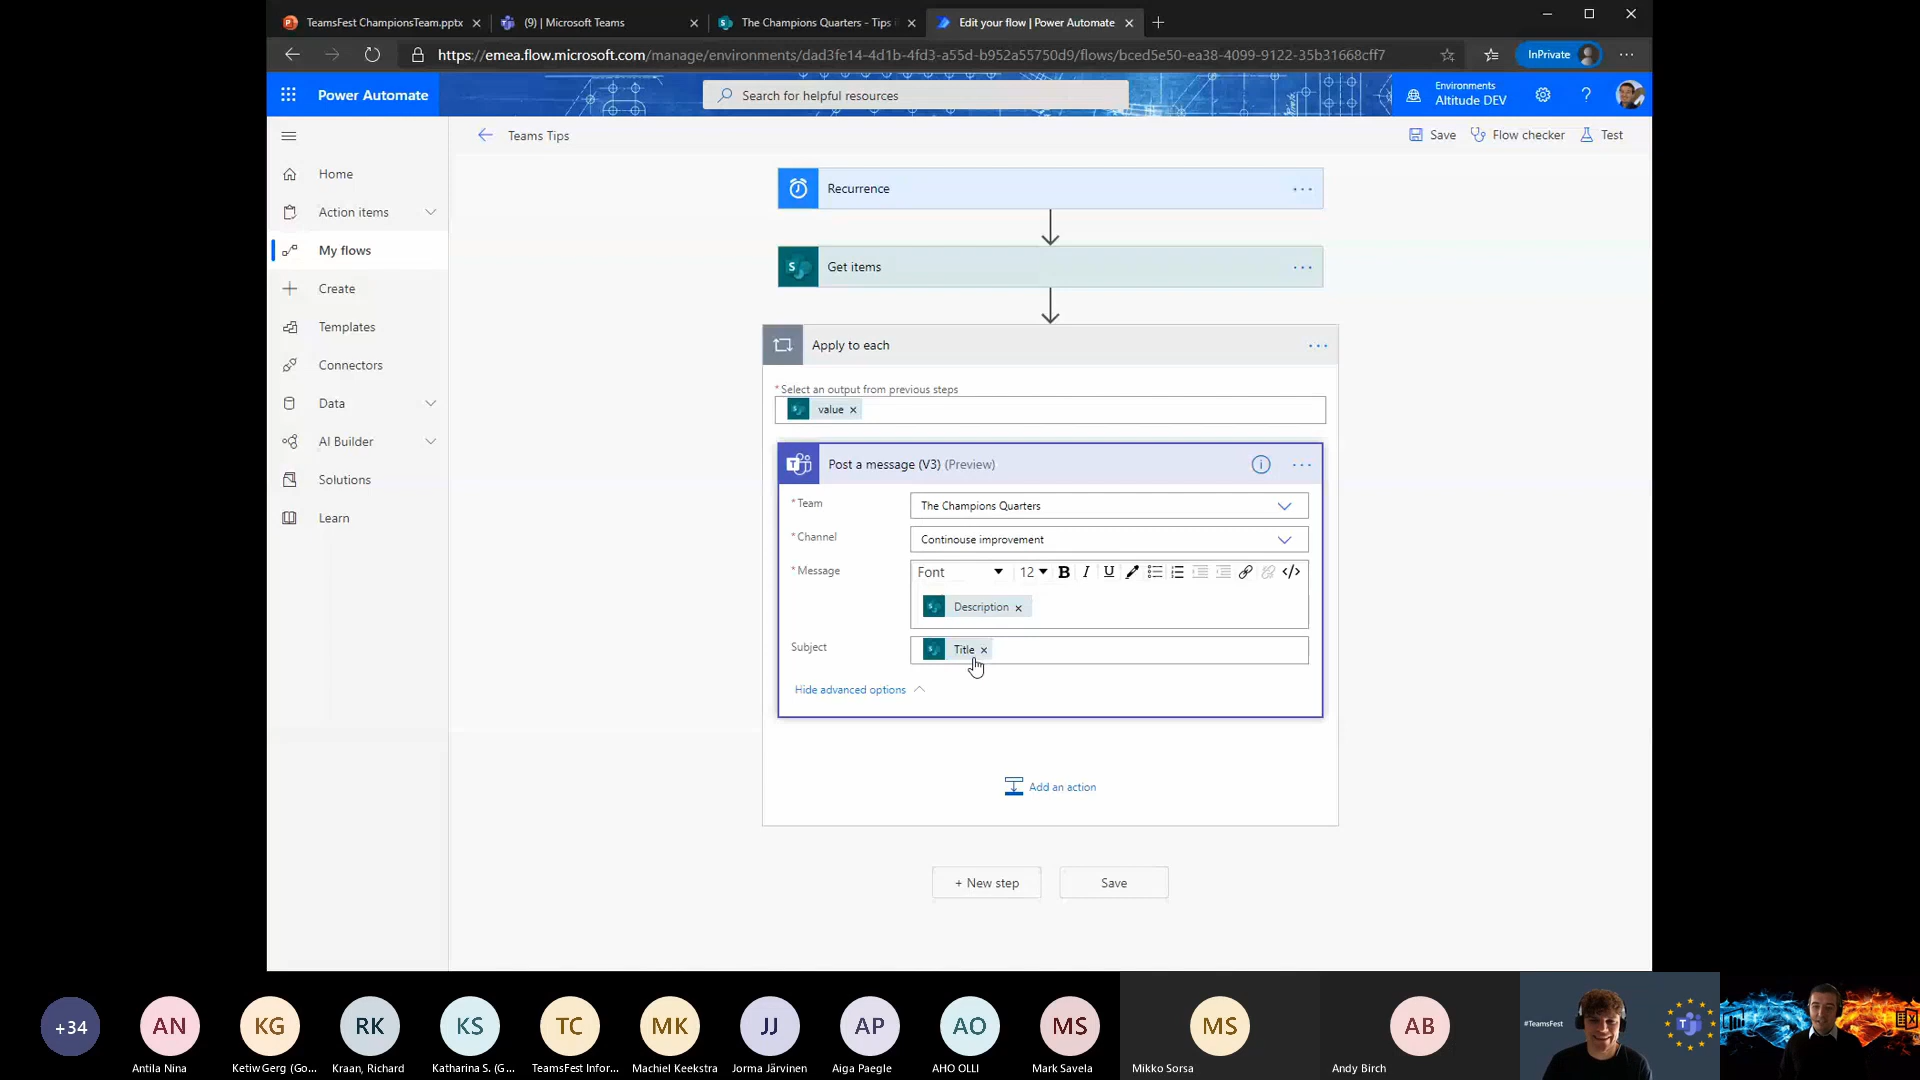 TeamsFest ChampionsTeam.pptx
(9) | Microsoft Teams
The Champions Quarters - Tips
Edit your flow | Power Automate
https://emea.flow.microsoft.com/manage/environments/dad3fe14-4d1b-4fd3-a55d-b952a55750d9/flows/bced5e50-ea38-4099-9122-35b31668cff7
InPrivate
Power Automate
Search for helpful resources
Environments
Altitude DEV
Teams Tips
Save
Flow checker
Test
Home
Action items
My flows
Create
Templates
Connectors
Data
AI Builder
Solutions
Learn
Recurrence
Get items
Apply to each
* Select an output from previous steps
value
Post a message (V3) (Preview)
* Team
The Champions Quarters
* Channel
Continouse improvement
* Message
Font
12
B I U
</>
Description
Subject
Title
Hide advanced options
Add an action
+ New step
Save
+34
AN
KG
RK
KS
TC
MK
JJ
AP
AO
MS
MS
AB
#TeamsFest
Antila Nina
Ketiw Gerg (Go...
Kraan, Richard
Katharina S. (G...
TeamsFest Infor...
Machiel Keekstra
Jorma Järvinen
Aiga Paegle
AHO OLLI
Mark Savela
Mikko Sorsa
Andy Birch